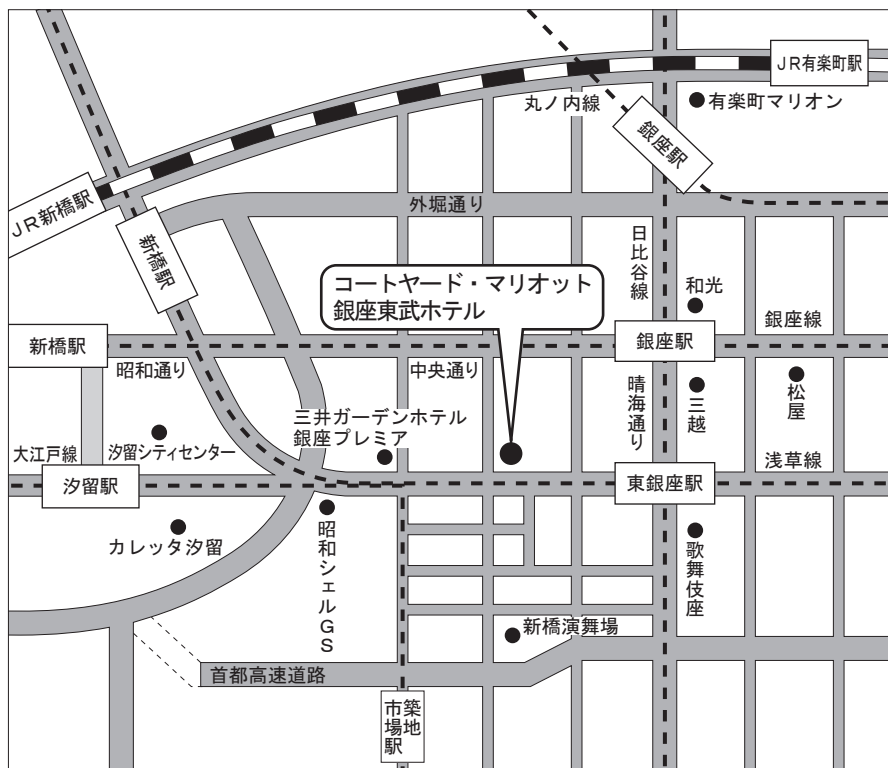 JR有楽町駅
丸ノ内線
有楽町マリオン
銀座駅
JR新橋駅
外堀通り
新橋駅
日比谷線
コートヤード・マリオット
銀座東武ホテル
和光
銀座線
新橋駅
銀座駅
昭和通り
中央通り
晴海通り
三越
松屋
三井ガーデンホテル
銀座プレミア
大江戸線
汐留シティセンター
浅草線
汐留駅
東銀座駅
カレッタ汐留
昭和シェルGS
歌舞伎座
新橋演舞場
首都高速道路
築地
市場駅